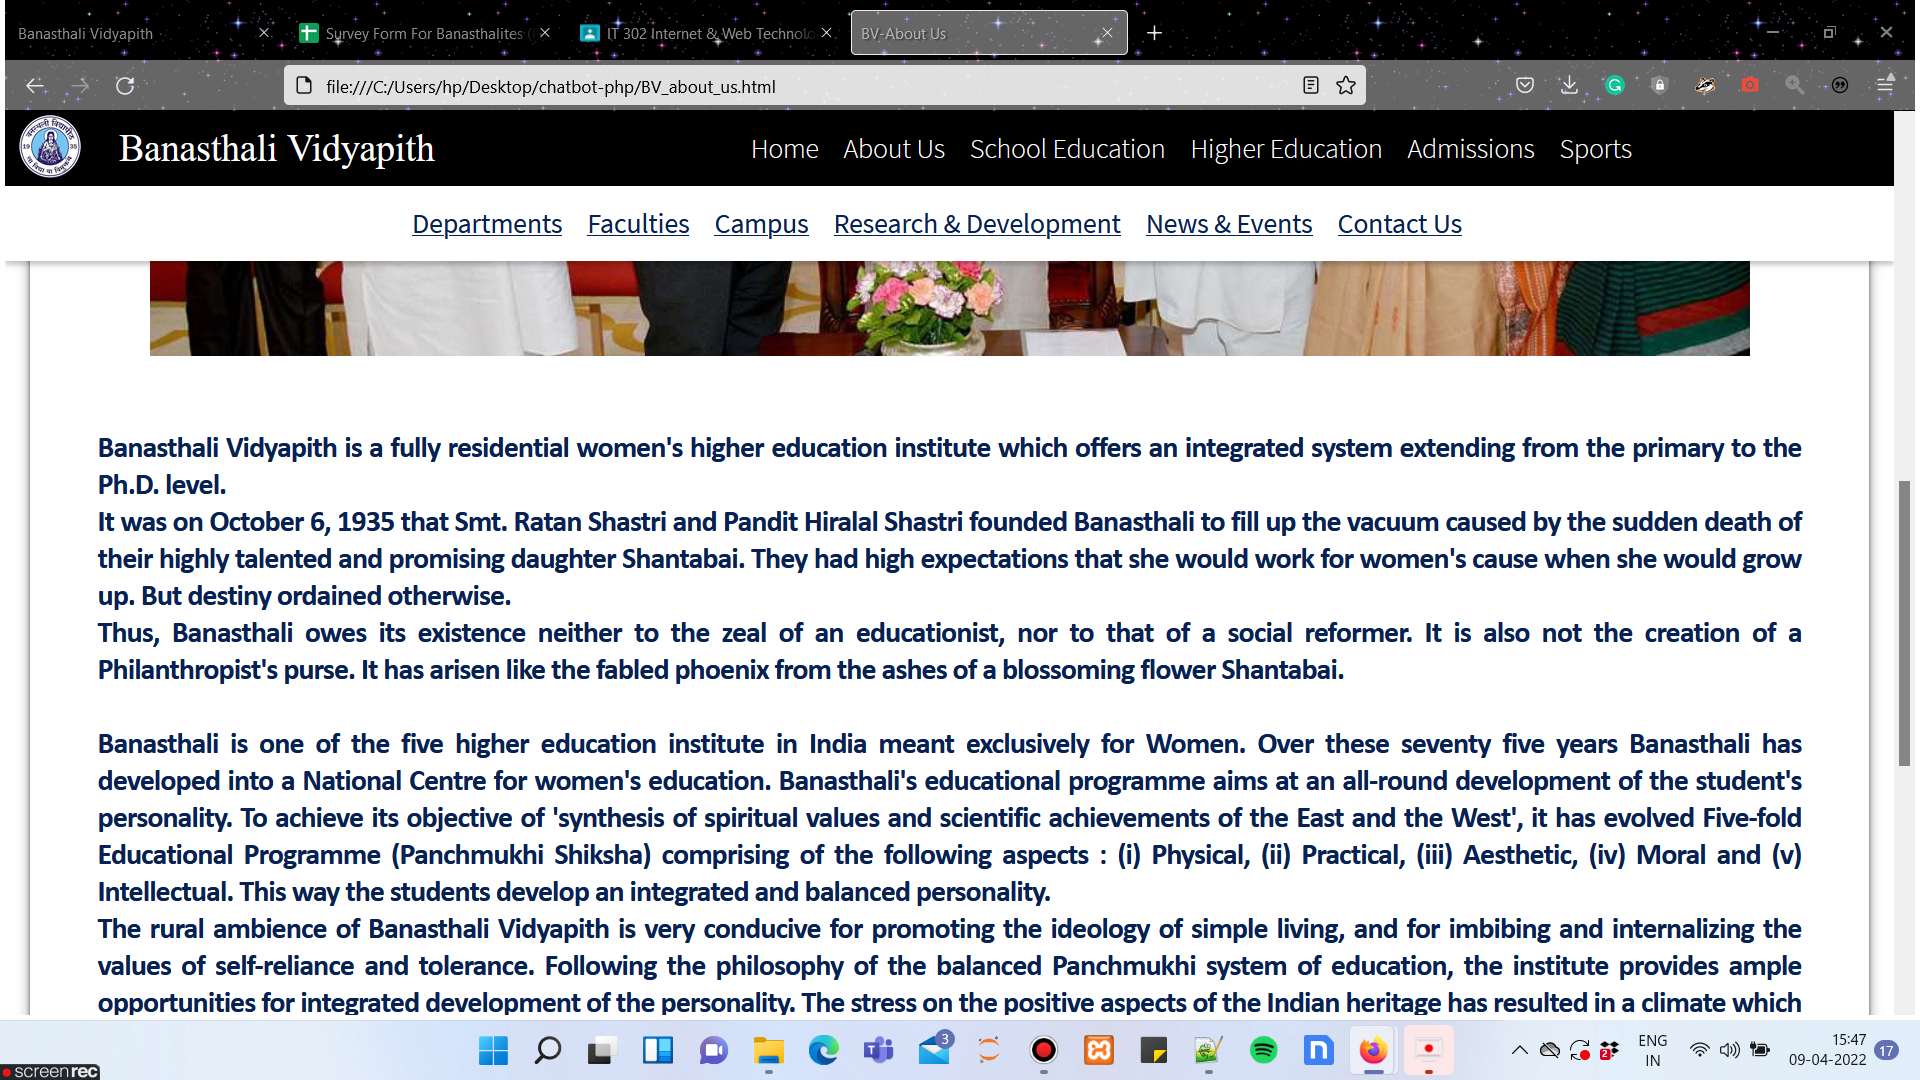 Banasthali Vidyapith
Survey Form For Banasthalites (
IT 302 Internet & Web Technolo
BV-About Us
file:///C:/Users/hp/Desktop/chatbot-php/BV_about_us.html
Banasthali Vidyapith
Home About Us School Education Higher Education Admissions Sports
Departments Faculties Campus Research & Development News & Events Contact Us
Banasthali Vidyapith is a fully residential women's higher education institute which offers an integrated system extending from the primary to the
Ph.D. level.
It was on October 6, 1935 that Smt. Ratan Shastri and Pandit Hiralal Shastri founded Banasthali to fill up the vacuum caused by the sudden death of
their highly talented and promising daughter Shantabai. They had high expectations that she would work for women's cause when she would grow
up. But destiny ordained otherwise.
Thus, Banasthali owes its existence neither to the zeal of an educationist, nor to that of a social reformer. It is also not the creation of a
Philanthropist's purse. It has arisen like the fabled phoenix from the ashes of a blossoming flower Shantabai.
Banasthali is one of the five higher education institute in India meant exclusively for Women. Over these seventy five years Banasthali has
developed into a National Centre for women's education. Banasthali's educational programme aims at an all-round development of the student's
personality. To achieve its objective of 'synthesis of spiritual values and scientific achievements of the East and the West', it has evolved Five-fold
Educational Programme (Panchmukhi Shiksha) comprising of the following aspects : (i) Physical, (ii) Practical, (iii) Aesthetic, (iv) Moral and (v)
Intellectual. This way the students develop an integrated and balanced personality.
The rural ambience of Banasthali Vidyapith is very conducive for promoting the ideology of simple living, and for imbibing and internalizing the
values of self-reliance and tolerance. Following the philosophy of the balanced Panchmukhi system of education, the institute provides ample
opportunities for integrated development of the personality. The stress on the positive aspects of the Indian heritage has resulted in a climate which
3
2
ENG
IN
15:47
09-04-2022
17
screenrec